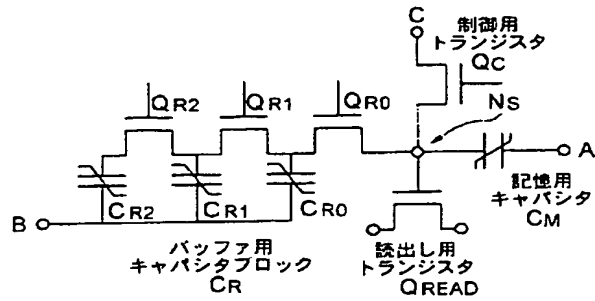 C
制御用
トランジスタ
QC
QR2
QR1
QR0
NS
A
記憶用
キャパシタ
CM
CR2
CR1
CR0
B
バッファ用
キャパシタブロック
CR
読出し用
トランジスタ
QREAD